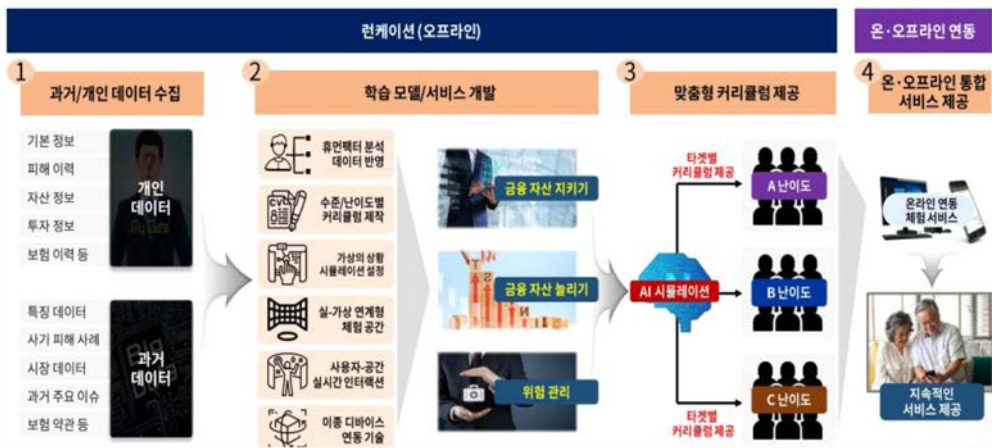 런케이션 (오프라인)
온·오프라인 연동
1
과거/개인 데이터 수집
2
학습 모델/서비스 개발
3
맞춤형 커리큘럼 제공
4
온·오프라인 통합
서비스 제공
기본 정보
피해 이력
자산 정보
투자 정보
보험 이력 등
개인
데이터
특징 데이터
사기 피해 사례
시장 데이터
과거 주요 이슈
보험 약관 등
Big
과거
데이터
휴먼팩터 분석
데이터 반영
CV
수준/난이도별
커리큘럼 제작
가상의 상황
시뮬레이션 설정
실-가상 연계형
체험 공간
사용자-공간
실시간 인터랙션
이종 디바이스
연동 기술
금융 자산 지키기
금융 자산 늘리기
위험 관리
타겟별
커리큘럼 제공
AI 시뮬레이션
타겟별
커리큘럼 제공
A 난이도
B 난이도
C 난이도
온라인 연동
체험 서비스
지속적인
서비스 제공